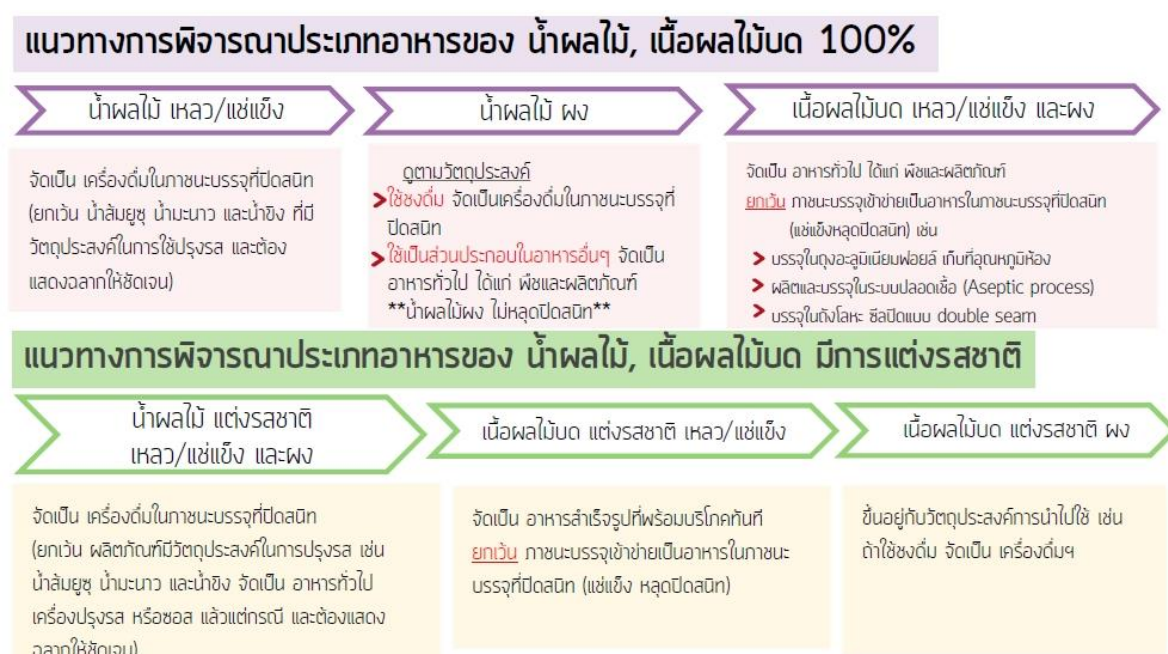 แนวทางการพิจารณาประเภทอาหารของ น้ำผลไม้, เนื้อผลไม้บด 100%
น้ำผลไม้ เหลว/แช่แข็ง
จัดเป็น เครื่องดื่มในภาชนะบรรจุที่ปิดสนิท
(ยกเว้น น้ำส้มยูซุ น้ำมะนาว และน้ำขิง ที่มี
วัตถุประสงค์ในการใช้ปรุงรส และต้อง
แสดงฉลากให้ชัดเจน)
น้ำผลไม้ ผง
ดูตามวัตถุประสงค์
ใช้ชงดื่ม จัดเป็นเครื่องดื่มในภาชนะบรรจุที่
ปิดสนิท
ใช้เป็นส่วนประกอบในอาหารอื่นๆ จัดเป็น
อาหารทั่วไป ได้แก่ พืชและผลิตภัณฑ์
**น้ำผลไม้ผง ไม่หลุดปิดสนิท**
เนื้อผลไม้บด เหลว/แช่แข็ง และผง
จัดเป็น อาหารทั่วไป ได้แก่ พืชและผลิตภัณฑ์
ยกเว้น ภาชนะบรรจุเข้าข่ายเป็นอาหารในภาชนะบรรจุที่ปิดสนิท
(แช่แข็งหลุดปิดสนิท) เช่น
บรรจุในถุงอะลูมิเนียมฟอยล์ เก็บที่อุณหภูมิห้อง
ผลิตและบรรจุในระบบปลอดเชื้อ (Aseptic process)
บรรจุในถังโลหะ ซีลปิดแบบ double seam
แนวทางการพิจารณาประเภทอาหารของ น้ำผลไม้, เนื้อผลไม้บด มีการแต่งรสชาติ
น้ำผลไม้ แต่งรสชาติ
เหลว/แช่แข็ง และผง
จัดเป็น เครื่องดื่มในภาชนะบรรจุที่ปิดสนิท
(ยกเว้น ผลิตภัณฑ์มีวัตถุประสงค์ในการปรุงรส เช่น
น้ำส้มยูซุ น้ำมะนาว และน้ำขิง จัดเป็น อาหารทั่วไป
เครื่องปรุงรส หรือซอส แล้วแต่กรณี และต้องแสดง
ฉลากให้ชัดเจน)
เนื้อผลไม้บด แต่งรสชาติ เหลว/แช่แข็ง
จัดเป็น อาหารสำเร็จรูปที่พร้อมบริโภคทันที
ยกเว้น ภาชนะบรรจุเข้าข่ายเป็นอาหารในภาชนะ
บรรจุที่ปิดสนิท (แช่แข็ง หลุดปิดสนิท)
เนื้อผลไม้บด แต่งรสชาติ ผง
ขึ้นอยู่กับวัตถุประสงค์การนำไปใช้ เช่น
ถ้าใช้ชงดื่ม จัดเป็น เครื่องดื่มฯ